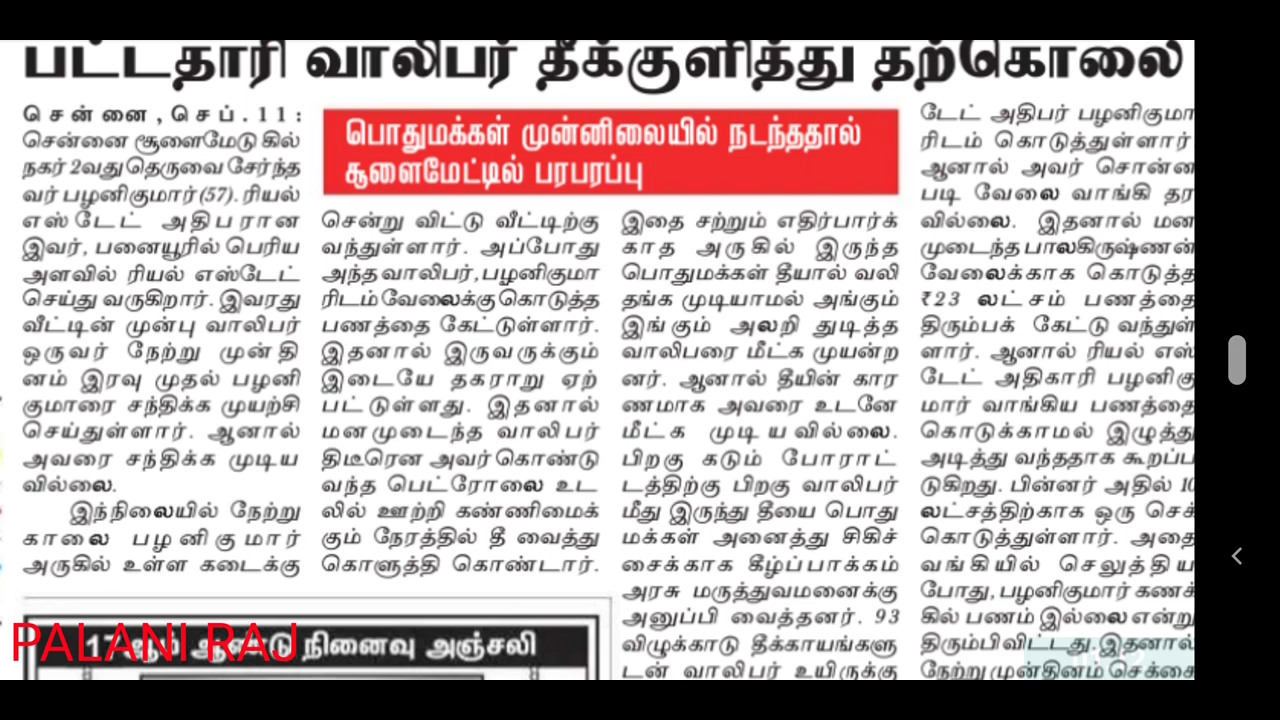 பட்டதாரி வாலிபர் தீக்குளித்து தற்கொலை
பொதுமக்கள் முன்னிலையில் நடந்ததால்
சூளைமேட்டில் பரபரப்பு
சென்னை,செப்.11:
சென்னை சூளைமேடு கில்
நகர் 2வது தெருவை சேர்ந்த
வர் பழனிகுமார் (57). ரியல்
எஸ்டேட் அதிபரான
இவர், பனையூரில் பெரிய
அளவில் ரியல் எஸ்டேட்
செய்து வருகிறார். இவரது
வீட்டின் முன்பு வாலிபர்
ஒருவர் நேற்று முன்தி
னம் இரவு முதல் பழனி
குமாரை சந்திக்க முயற்சி
செய்துள்ளார். ஆனால்
அவரை சந்திக்க முடிய
வில்லை.
இந்நிலையில் நேற்று
காலை பழனிகுமார்
அருகில் உள்ள கடைக்கு
சென்று விட்டு வீட்டிற்கு
வந்துள்ளார். அப்போது
அந்த வாலிபர், பழனிகுமா
ரிடம் வேலைக்கு கொடுத்த
பணத்தை கேட்டுள்ளார்.
இதனால் இருவருக்கும்
இடையே தகராறு ஏற்
பட்டுள்ளது. இதனால்
மனமுடைந்த வாலிபர்
திடீரென அவர் கொண்டு
வந்த பெட்ரோலை உட
லில் ஊற்றி கண்ணிமைக்
கும் நேரத்தில் தீ வைத்து
கொளுத்தி கொண்டார்.
இதை சற்றும் எதிர்பார்க்
காத அருகில் இருந்த
பொதுமக்கள் தீயால் வலி
தங்க முடியாமல் அங்கும்
இங்கும் அலறி துடித்த
வாலிபரை மீட்க முயன்ற
னர். ஆனால் தீயின் கார
ணமாக அவரை உடனே
மீட்க முடியவில்லை.
பிறகு கடும் போராட்
டத்திற்கு பிறகு வாலிபர்
மீது இருந்து தீயை பொது
மக்கள் அனைத்து சிகிச்
சைக்காக கீழ்ப்பாக்கம்
அரசு மருத்துவமனைக்கு
அனுப்பி வைத்தனர். 93
விழுக்காடு தீக்காயங்களு
டன் வாலிபர் உயிருக்கு
டேட் அதிபர் பழனிகுமா
ரிடம் கொடுத்துள்ளார்
ஆனால் அவர் சொன்ன
படி வேலை வாங்கி தர
வில்லை. இதனால் மன
முடைந்த பாலகிருஷ்ணன்
வேலைக்காக கொடுத்த
₹23 லட்சம் பணத்தை
திரும்பக் கேட்டு வந்துள்
ளார். ஆனால் ரியல் எஸ்
டேட் அதிகாரி பழனிகு
மார் வாங்கிய பணத்தை
கொடுக்காமல் இழுத்து
அடித்து வந்ததாக கூறப்ப
டுகிறது. பின்னர் அதில் 10
லட்சத்திற்காக ஒரு செக்
கொடுத்துள்ளார். அதை
வங்கியில் செலுத்திய
போது, பழனிகுமார் கணக்
கில் பணம் இல்லை என்று
திரும்பிவிட்டது. இதனால்
நேற்று முன்தினம் செக்கை
17ஆம் ஆண்டு நினைவு அஞ்சலி
PALANI RAJ